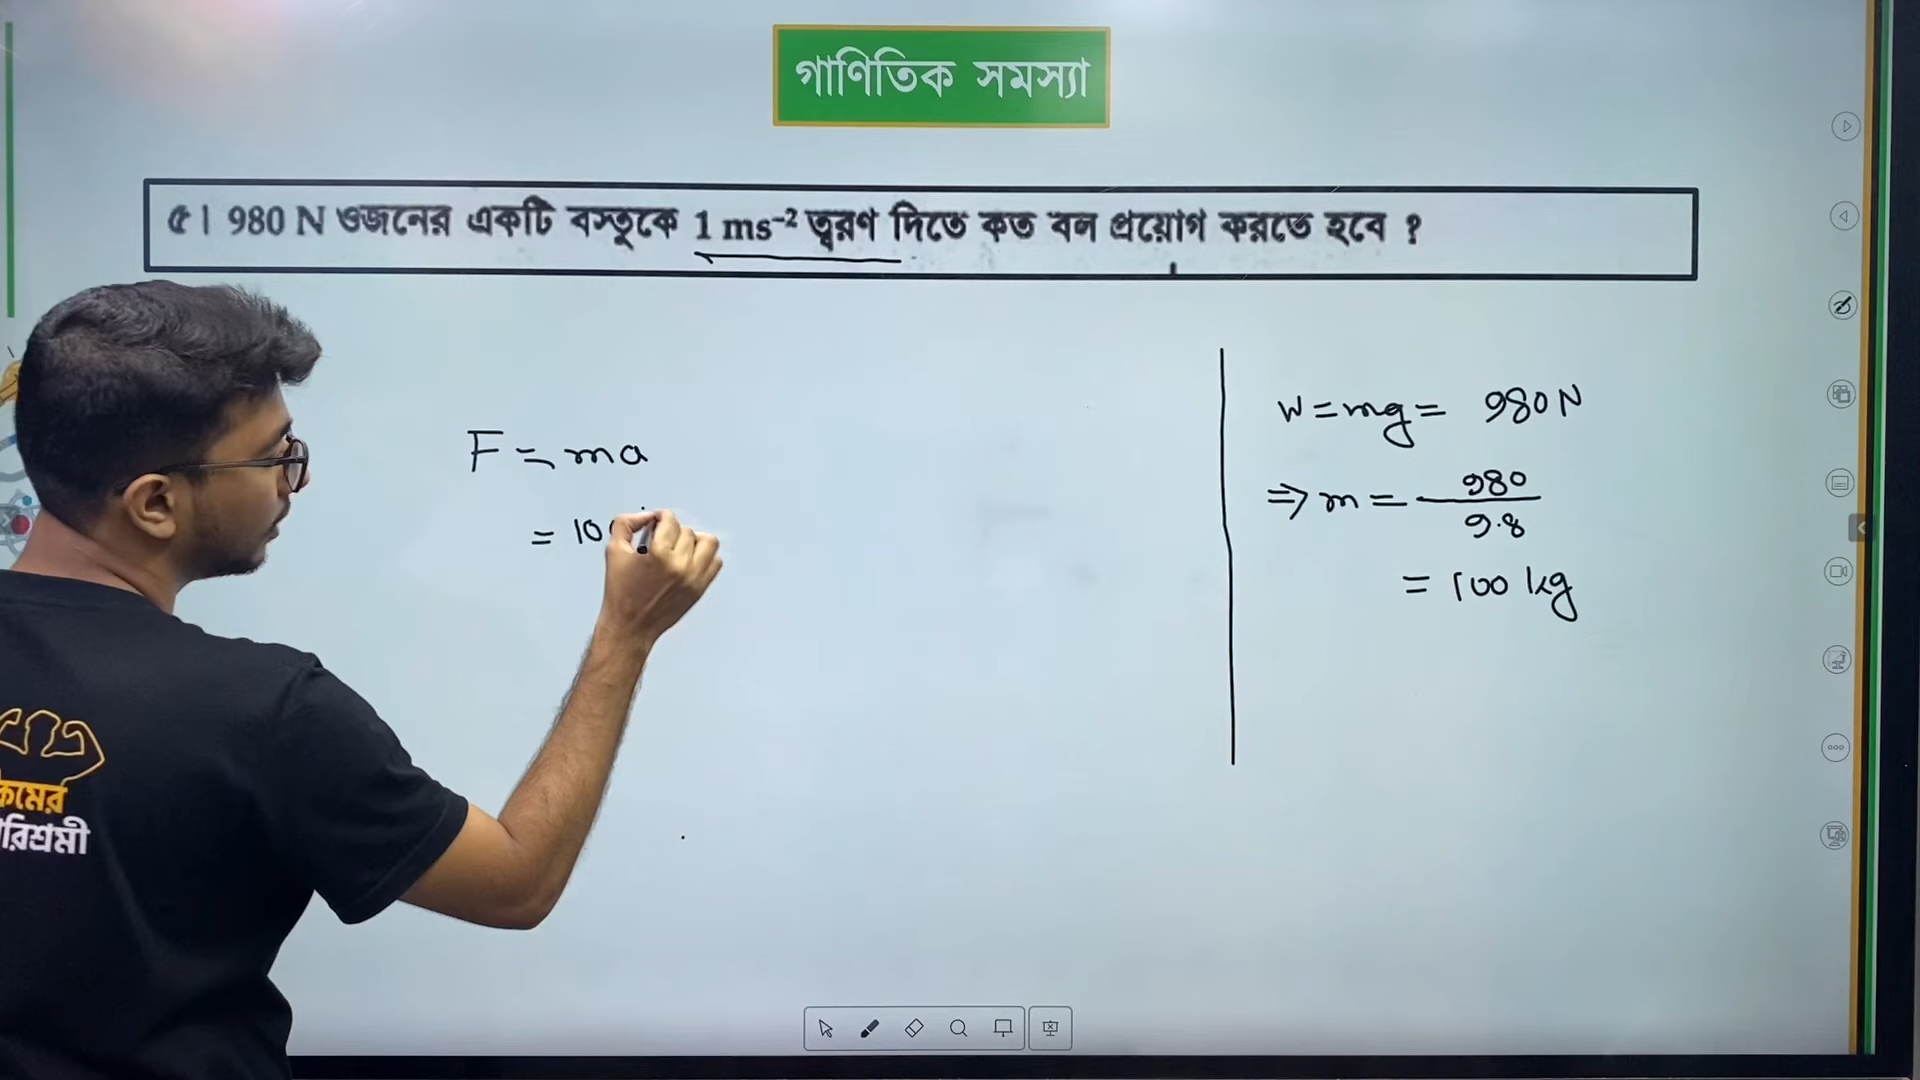 গাণিতিক সমস্যা
৫। 980 N ওজনের একটি বস্তুকে 1 ms⁻² ত্বরণ দিতে কত বল প্রয়োগ করতে হবে ?
F = ma
= 10
W = mg = 980 N
⇒ m = 980 / 9.8
= 100 kg